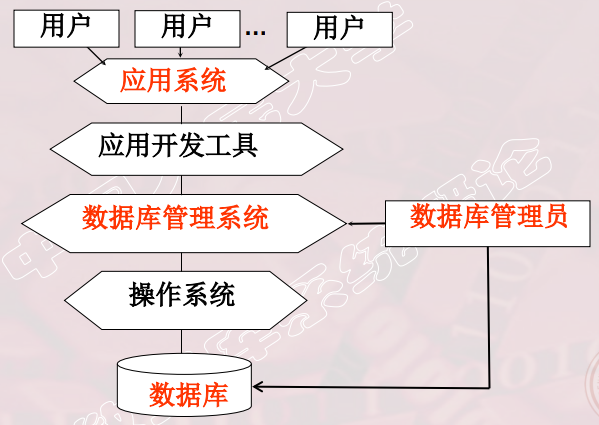 用户
用户
...
用户
应用系统
应用开发工具
数据库管理系统
数据库管理员
操作系统
数据库